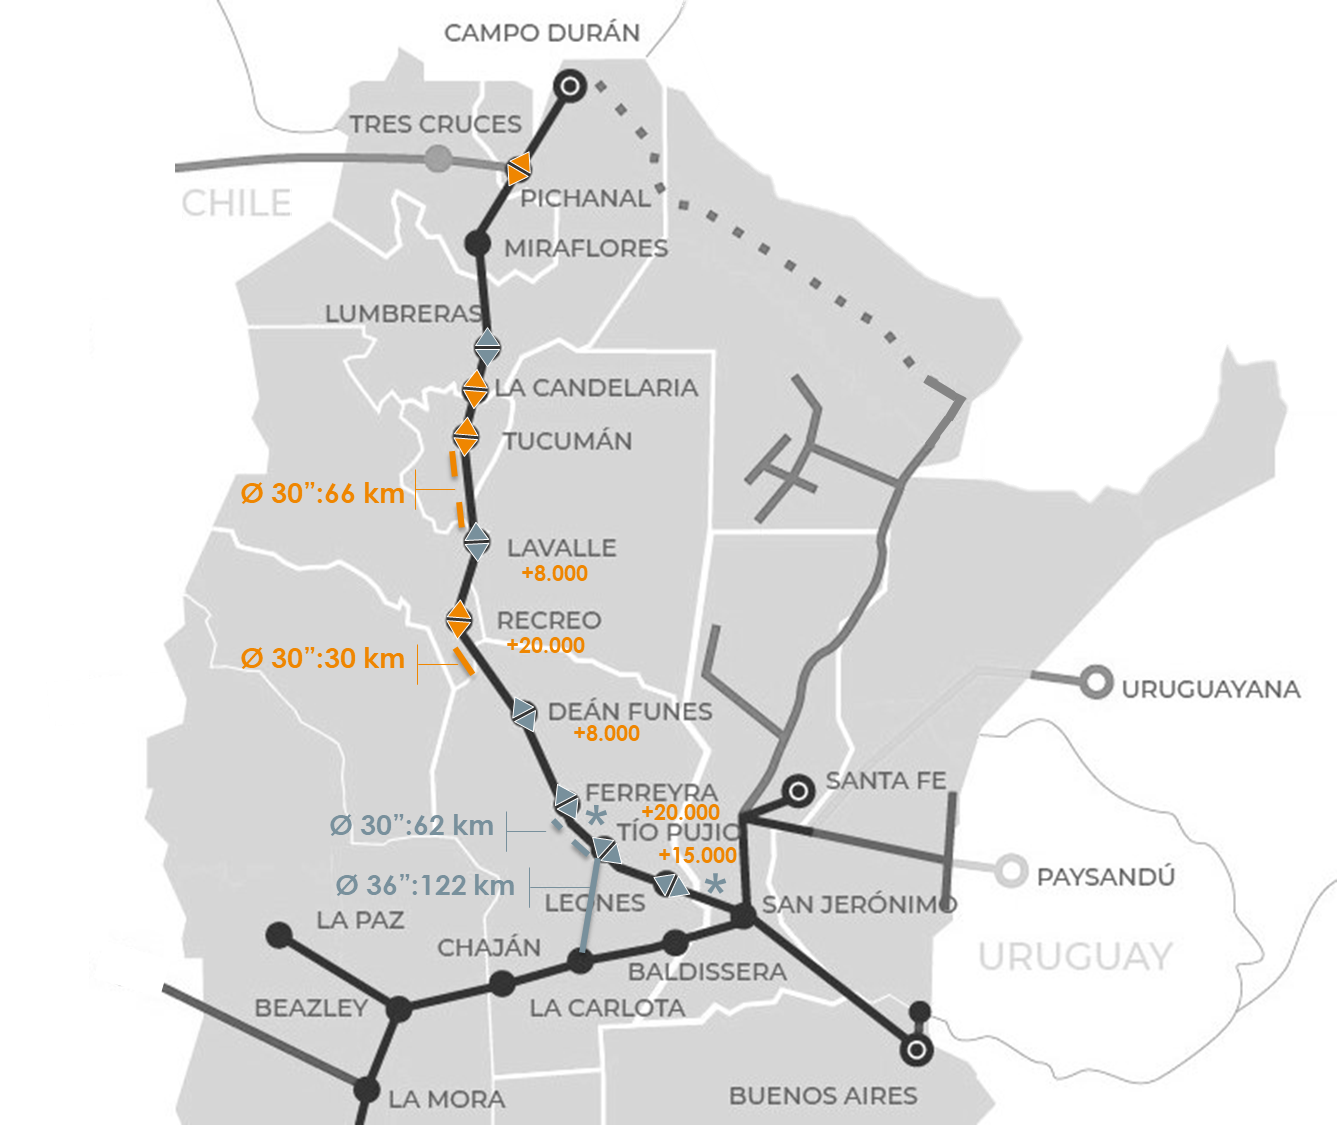 CAMPO DURÁN
TRES CRUCES
CHILE
PICHANAL
MIRAFLORES
LUMBRERAS
LA CANDELARIA
TUCUMÁN
Ø 30”:66 km
LAVALLE
+8.000
RECREO
+20.000
Ø 30”:30 km
URUGUAYANA
DEÁN FUNES
+8.000
SANTA FE
FERREYRA
+20.000
*
Ø 30”:62 km
TÍO PUJIO
+15.000
PAYSANDÚ
Ø 36”:122 km
*
LEONES
SAN JERÓNIMO
LA PAZ
CHAJÁN
URUGUAY
BALDISSERA
BEAZLEY
LA CARLOTA
LA MORA
BUENOS AIRES